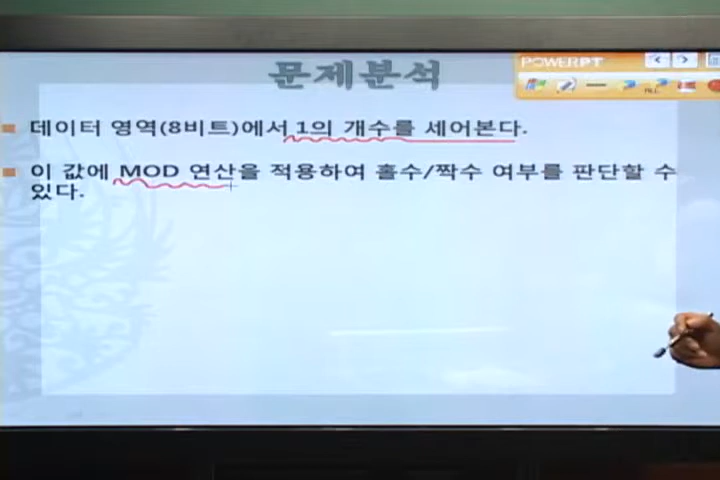 문제분석
POWERPT
데이터 영역(8비트)에서 1의 개수를 세어본다.
이 값에 MOD 연산을 적용하여 홀수/짝수 여부를 판단할 수
있다.